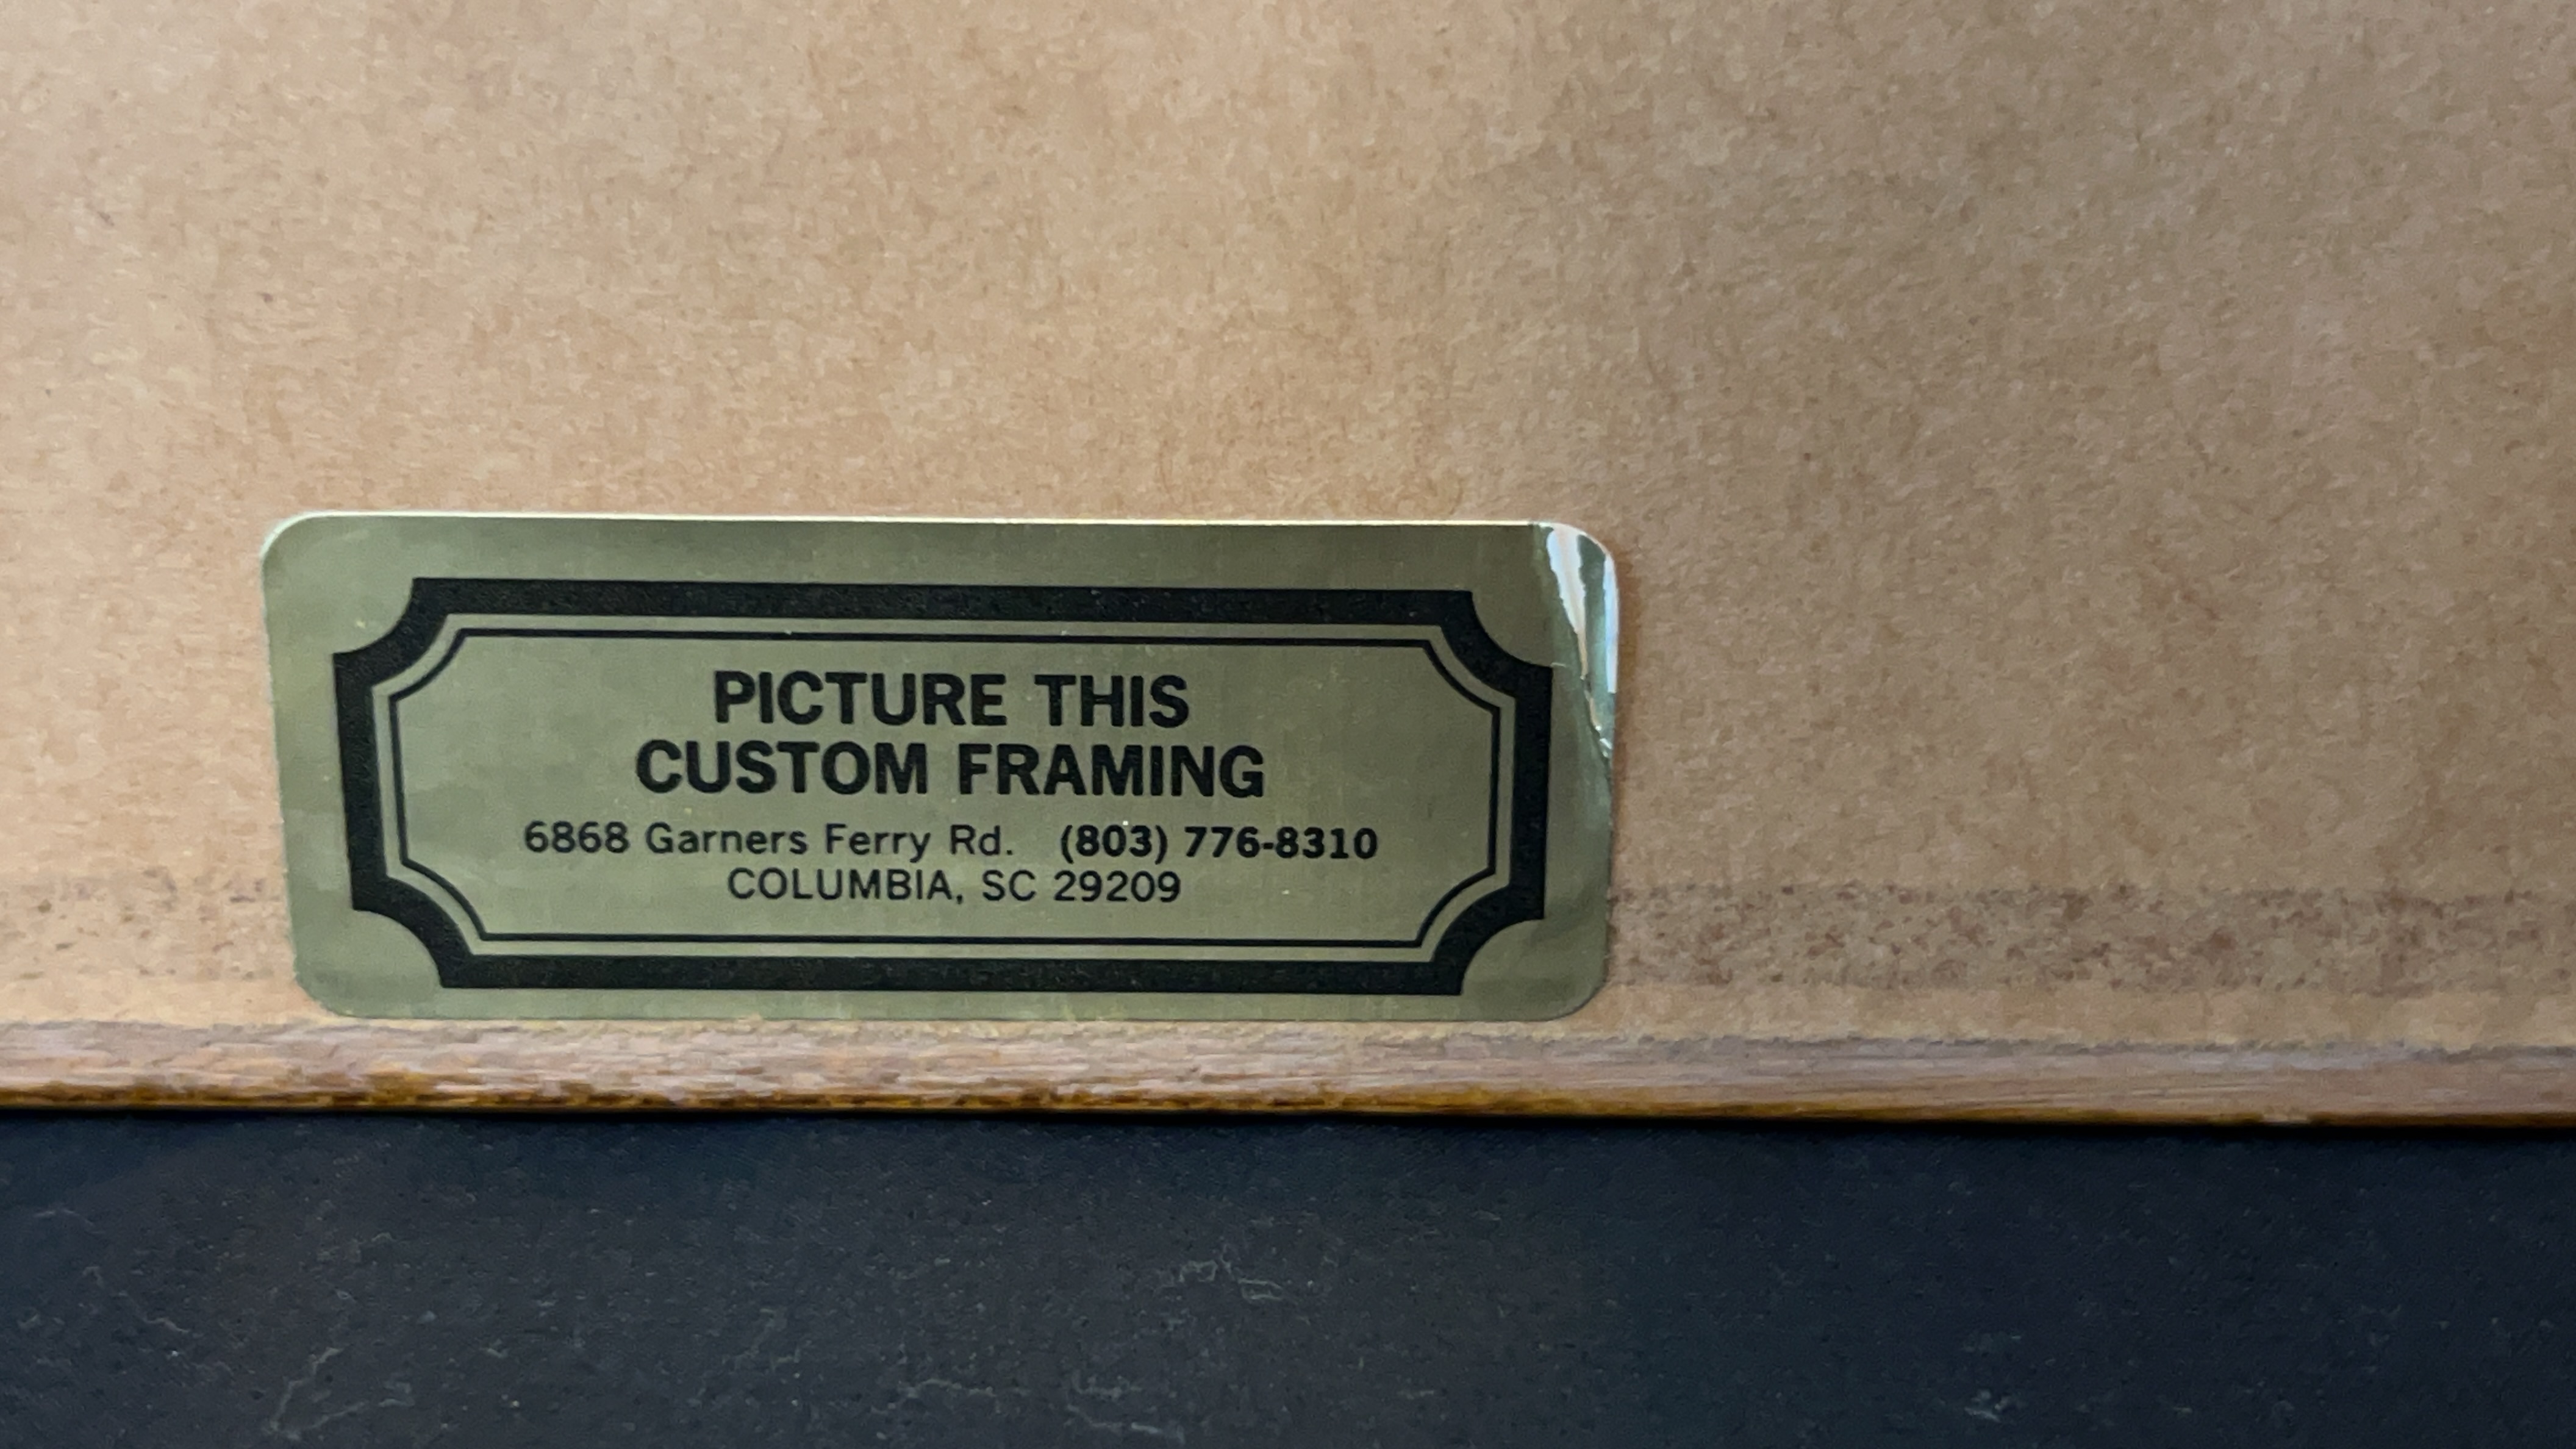 PICTURE THIS
CUSTOM FRAMING
6868 Garners Ferry Rd. (803) 776-8310
COLUMBIA, SC 29209